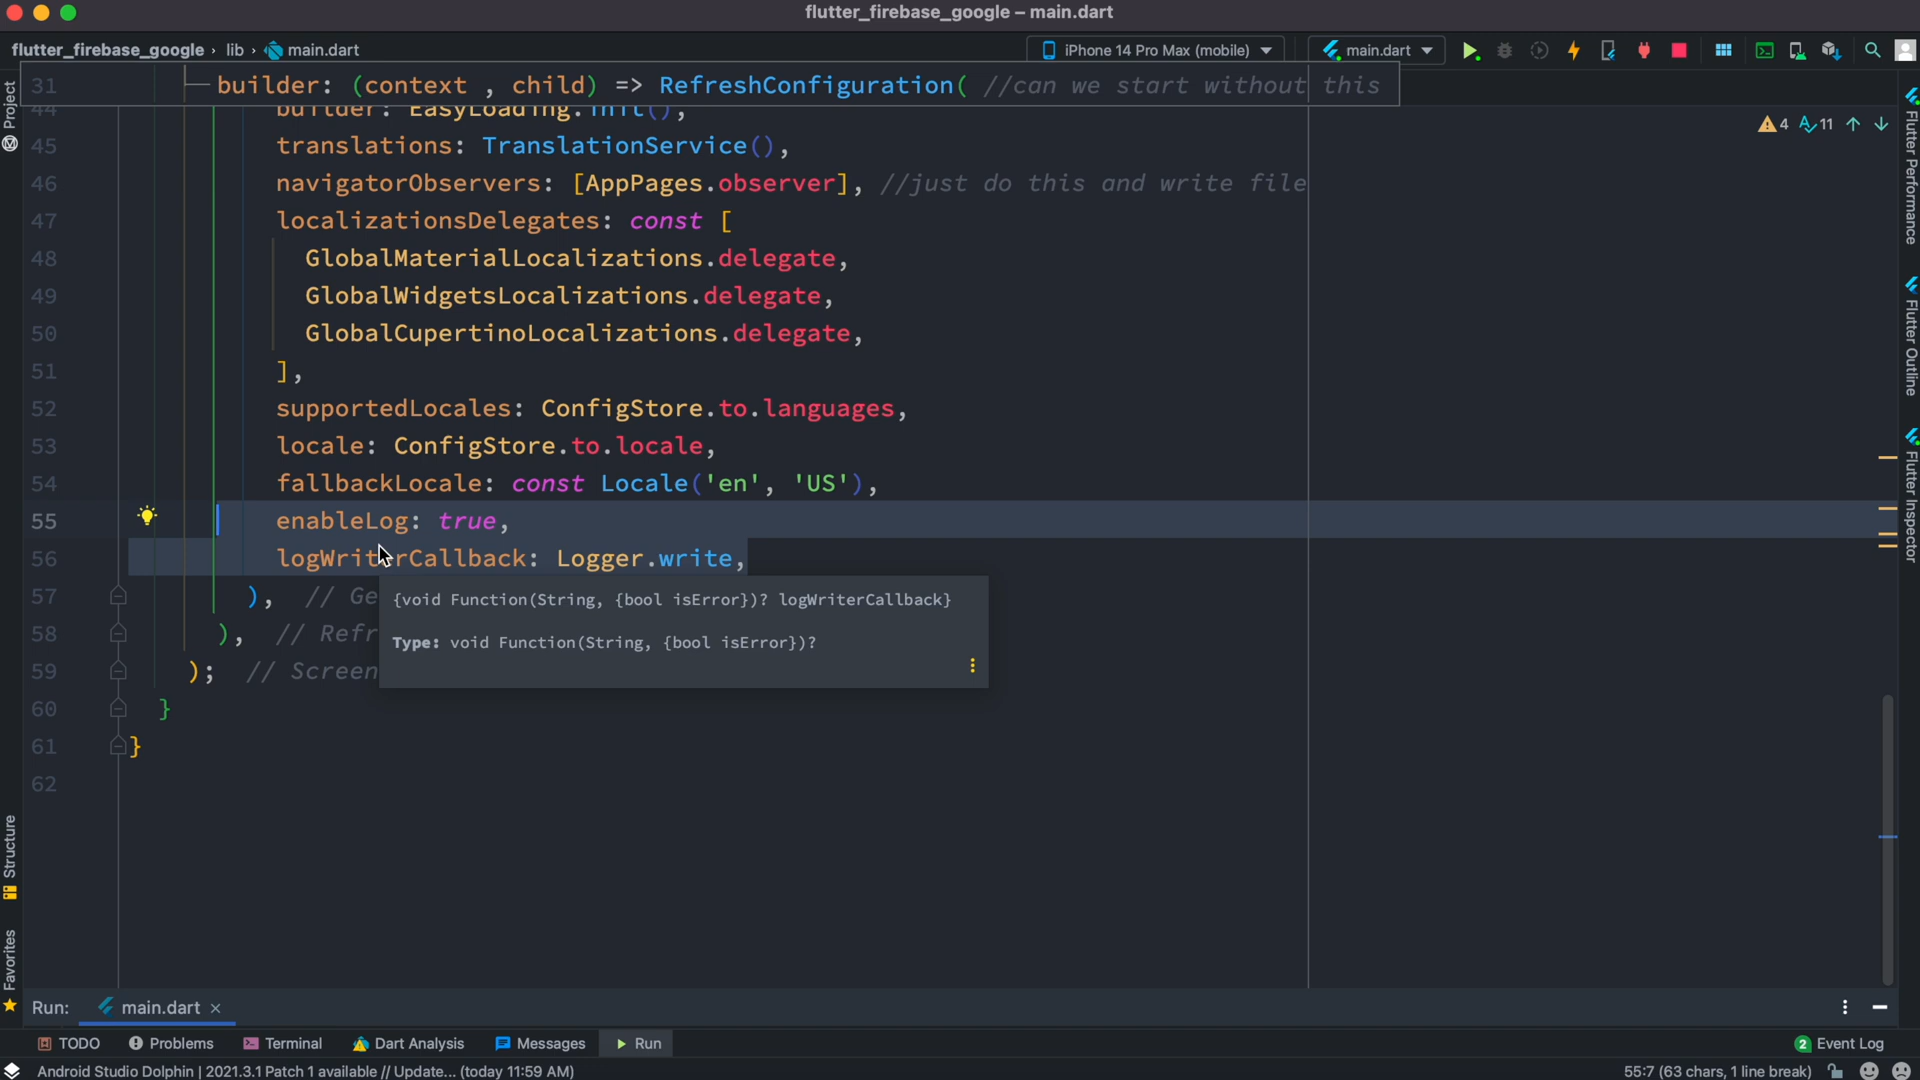 flutter_firebase_google – main.dart
flutter_firebase_google › lib › main.dart
iPhone 14 Pro Max (mobile)
main.dart
31 builder: (context , child) => RefreshConfiguration( //can we start without this
44 builder: EasyLoading.init(),
45 translations: TranslationService(),
46 navigatorObservers: [AppPages.observer], //just do this and write file
47 localizationsDelegates: const [
48 GlobalMaterialLocalizations.delegate,
49 GlobalWidgetsLocalizations.delegate,
50 GlobalCupertinoLocalizations.delegate,
51 ],
52 supportedLocales: ConfigStore.to.languages,
53 locale: ConfigStore.to.locale,
54 fallbackLocale: const Locale('en', 'US'),
55 enableLog: true,
56 logWriterCallback: Logger.write,
57 ), // Ge
58 ), // Refr
59 ); // Screen
60 }
61 }
62
{void Function(String, {bool isError})? logWriterCallback}
Type: void Function(String, {bool isError})?
4 11
Project
Structure
Favorites
Flutter Performance
Flutter Outline
Flutter Inspector
Run: main.dart
TODO Problems Terminal Dart Analysis Messages Run
2 Event Log
Android Studio Dolphin | 2021.3.1 Patch 1 available // Update... (today 11:59 AM)
55:7 (63 chars, 1 line break)